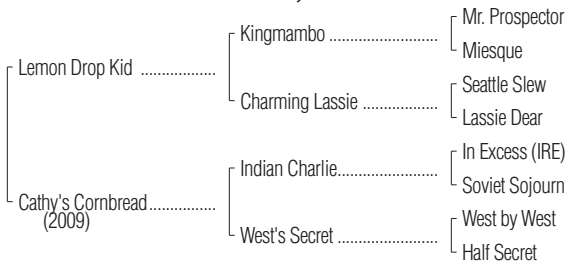 Mr. Prospector
Kingmambo ....................
Miesque
Lemon Drop Kid .................
Seattle Slew
Charming Lassie .................
Lassie Dear
In Excess (IRE)
Indian Charlie.......................
Soviet Sojourn
Cathy's Cornbread...............
(2009)
West by West
West's Secret ......................
Half Secret